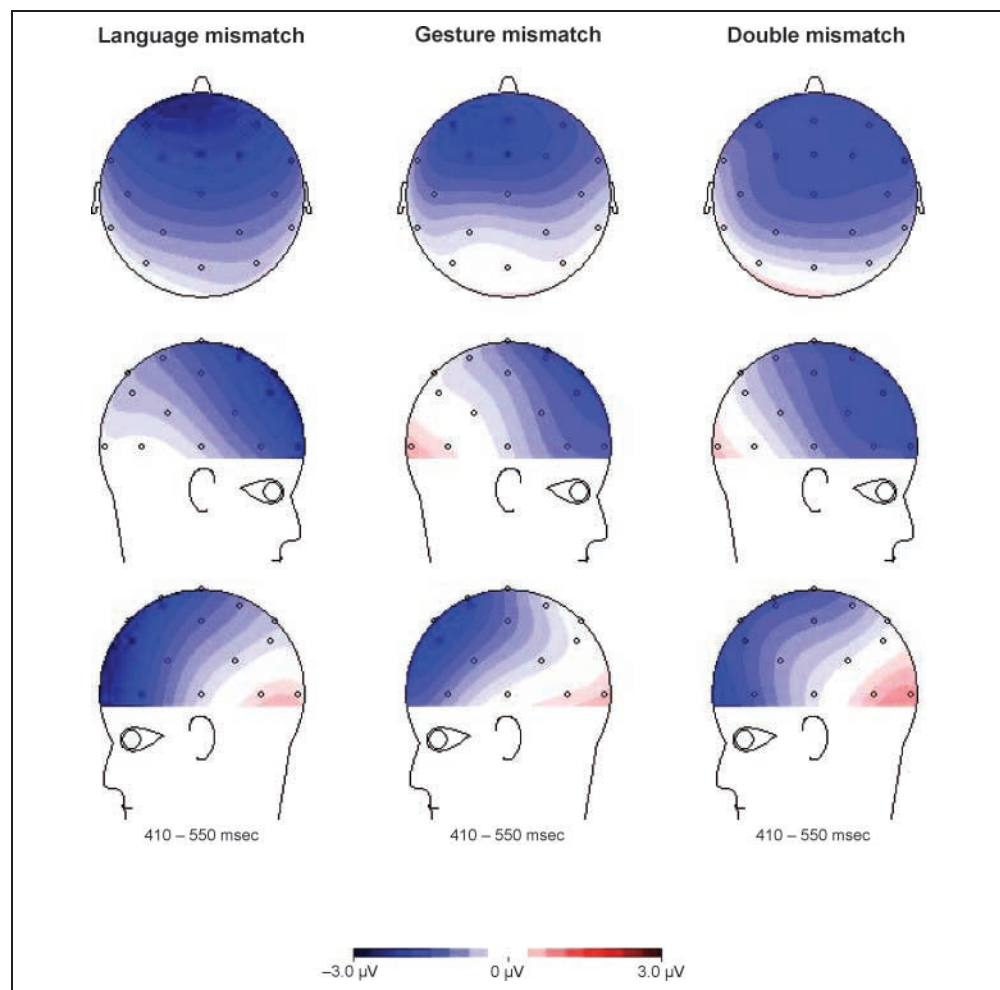 Language mismatch Gesture mismatch Double mismatch
410 – 550 msec 410 – 550 msec 410 – 550 msec
–3.0 µV 0 µV 3.0 µV